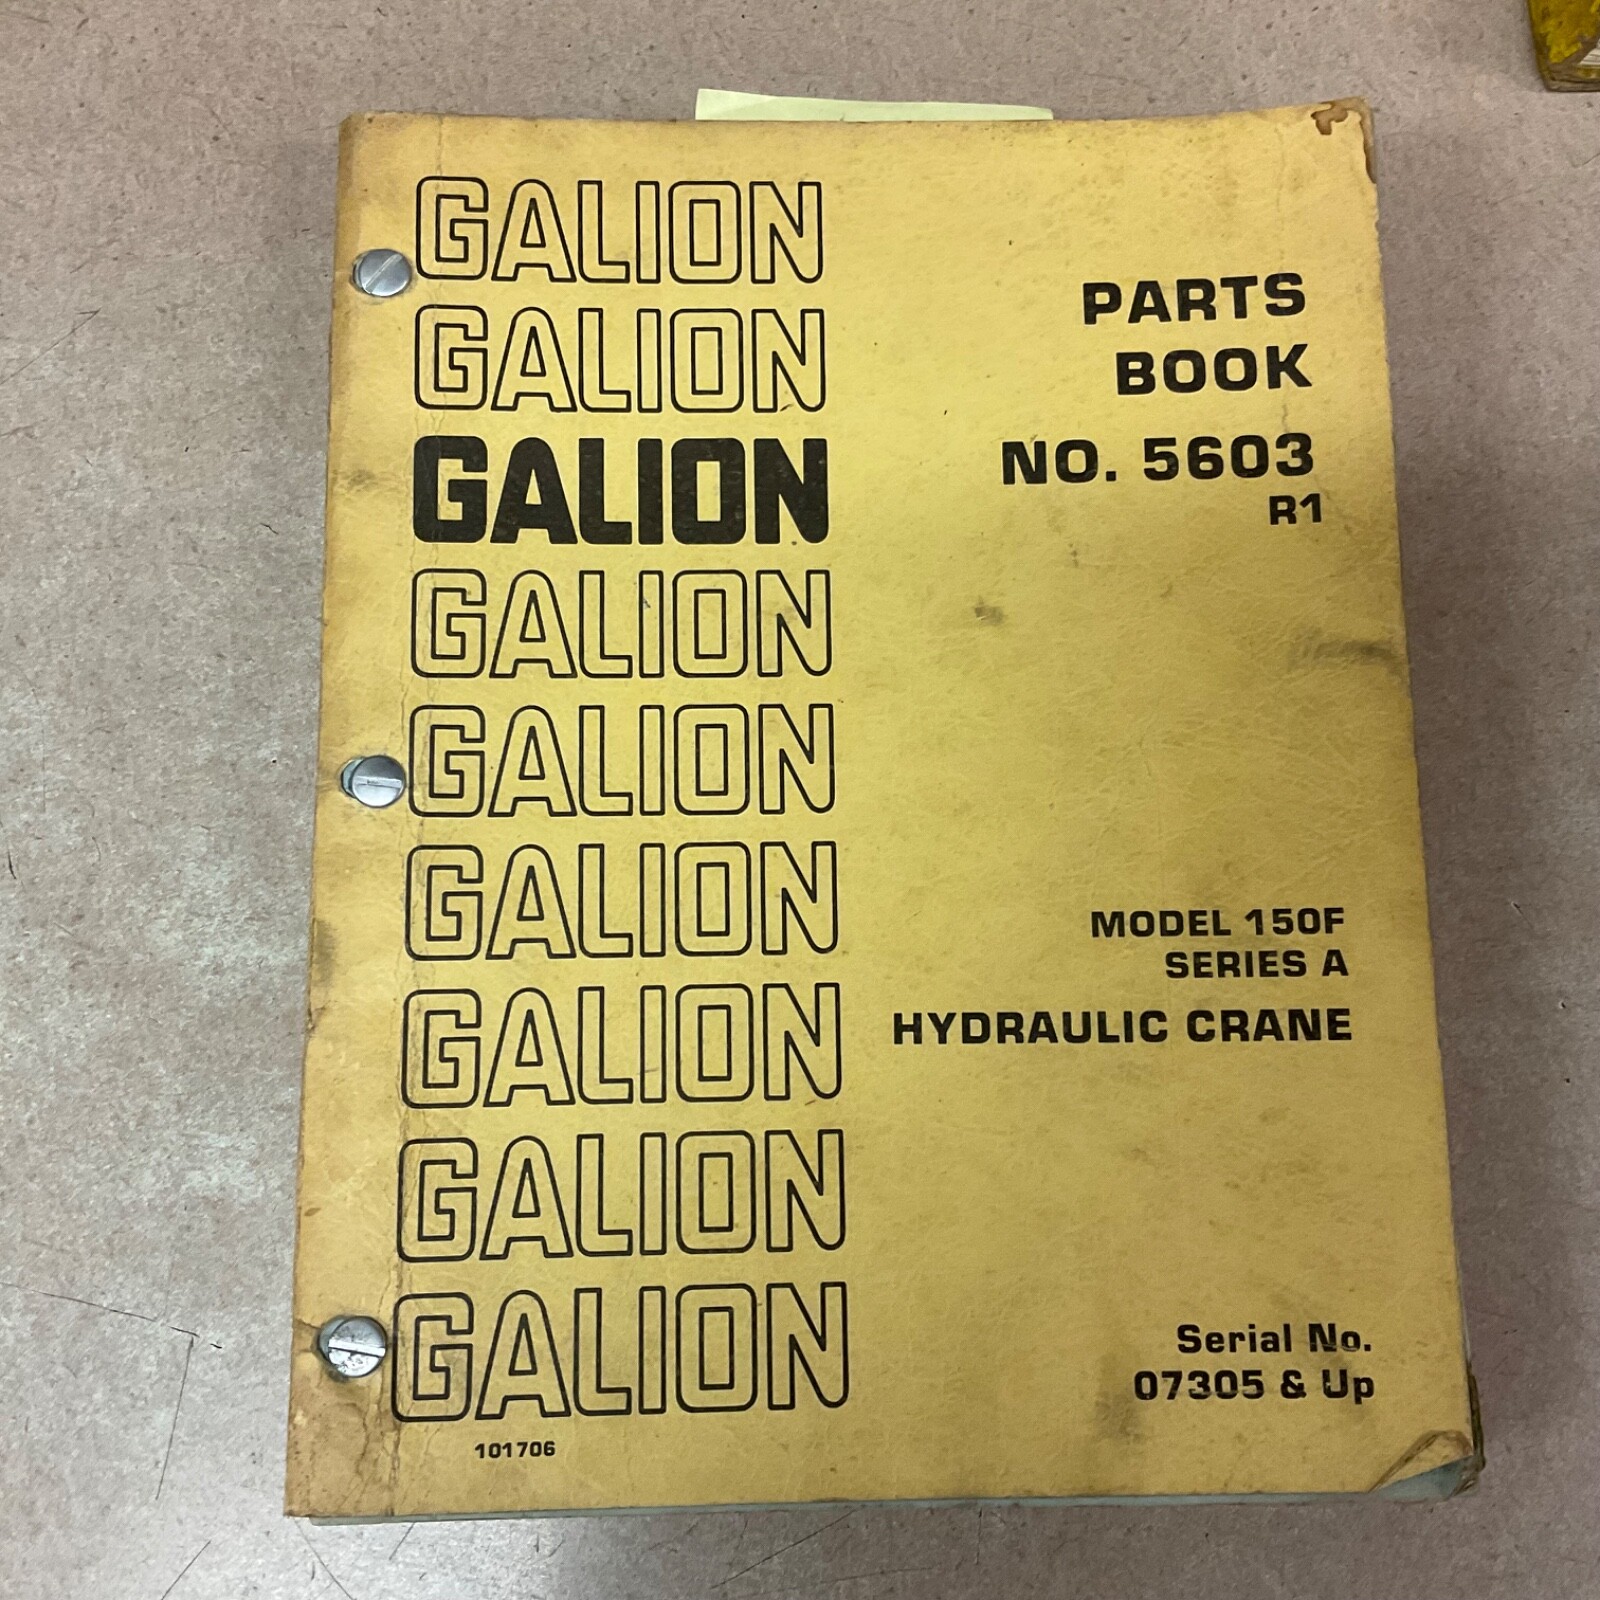 GALION
GALION
GALION
GALION
GALION
GALION
GALION
GALION
GALION
101706
PARTS
BOOK
NO. 5603
R1
MODEL 150F
SERIES A
HYDRAULIC CRANE
Serial No.
07305 & Up